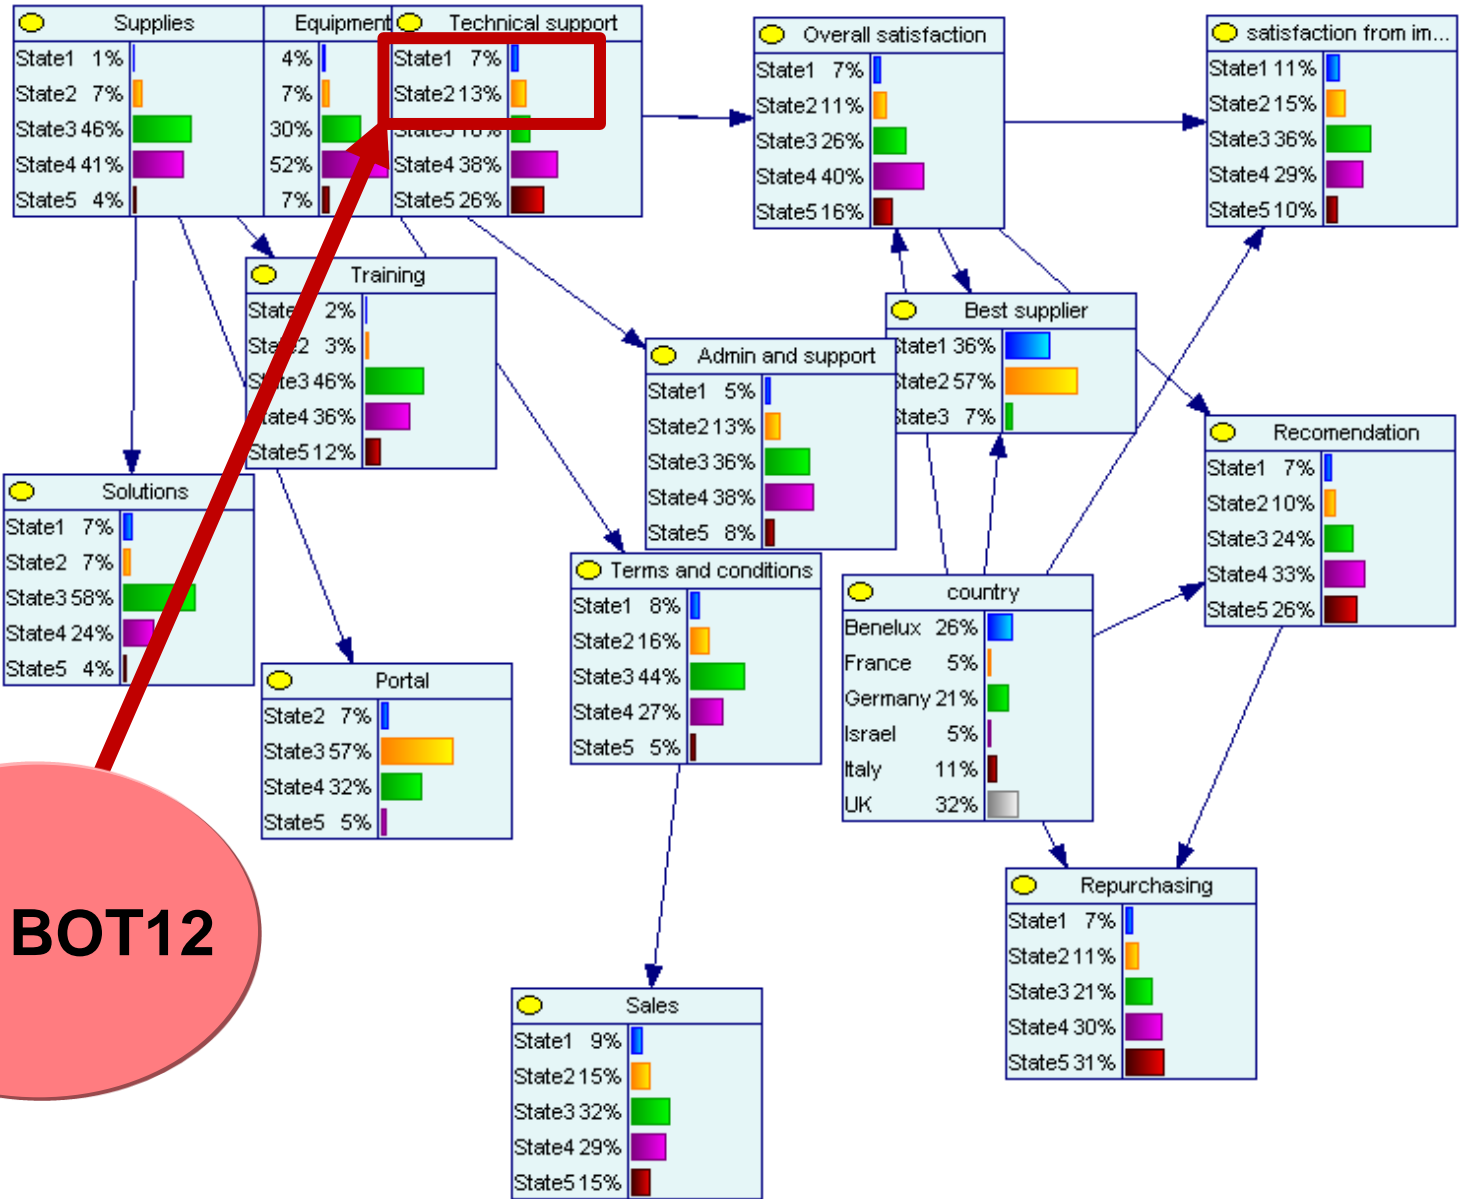 Supplies
State1 1%
State2 7%
State3 46%
State4 41%
State5 4%
Equipment
4%
7%
30%
52%
7%
Technical support
State1 7%
State2 13%
State4 38%
State5 26%
Overall satisfaction
State1 7%
State2 11%
State3 26%
State4 40%
State5 16%
satisfaction from im...
State1 11%
State2 15%
State3 36%
State4 29%
State5 10%
Training
2%
3%
46%
State4 36%
State5 12%
Best supplier
State1 36%
State2 57%
State3 7%
Admin and support
State1 5%
State2 13%
State3 36%
State4 38%
State5 8%
Recomendation
State1 7%
State2 10%
State3 24%
State4 33%
State5 26%
Solutions
State1 7%
State2 7%
State3 58%
State4 24%
State5 4%
Terms and conditions
State1 8%
State2 16%
State3 44%
State4 27%
State5 5%
country
Benelux 26%
France 5%
Germany 21%
Israel 5%
Italy 11%
UK 32%
Portal
State2 7%
State3 57%
State4 32%
State5 5%
BOT12
Repurchasing
State1 7%
State2 11%
State3 21%
State4 30%
State5 31%
Sales
State1 9%
State2 15%
State3 32%
State4 29%
State5 15%